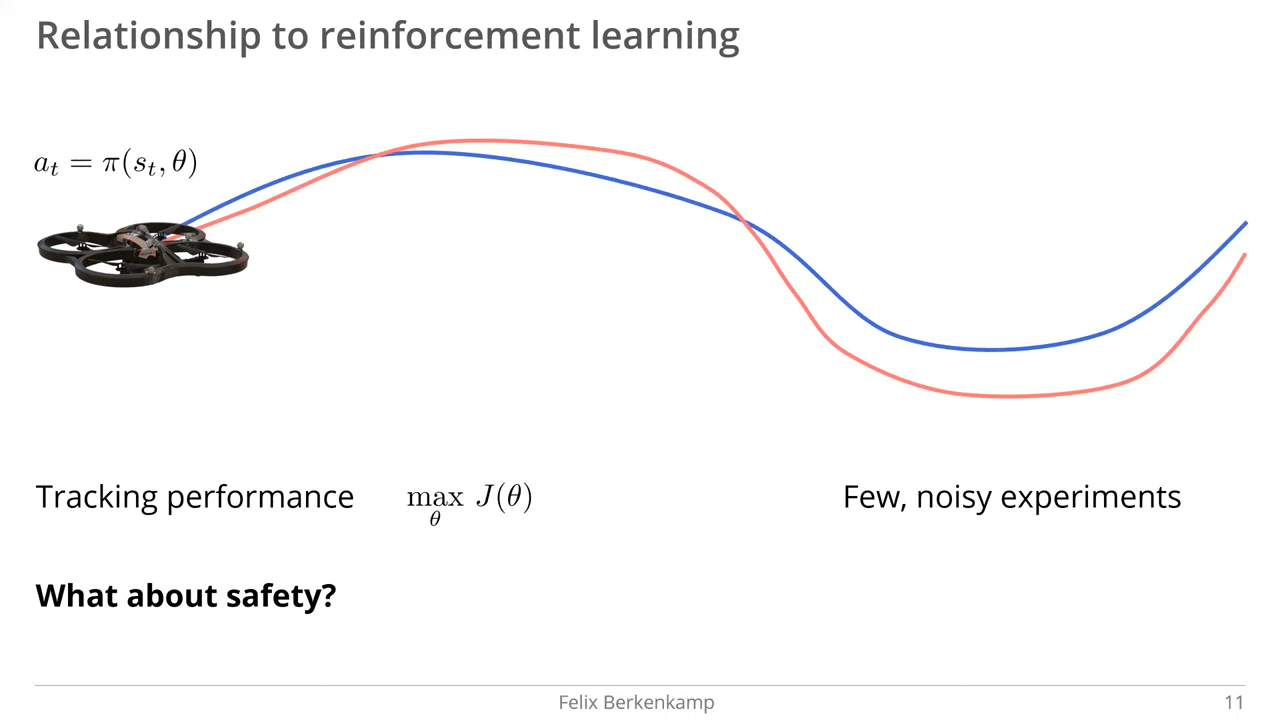 Relationship to reinforcement learning
a_t = π(s_t, θ)
Tracking performance
max_θ J(θ)
Few, noisy experiments
What about safety?
Felix Berkenkamp
11